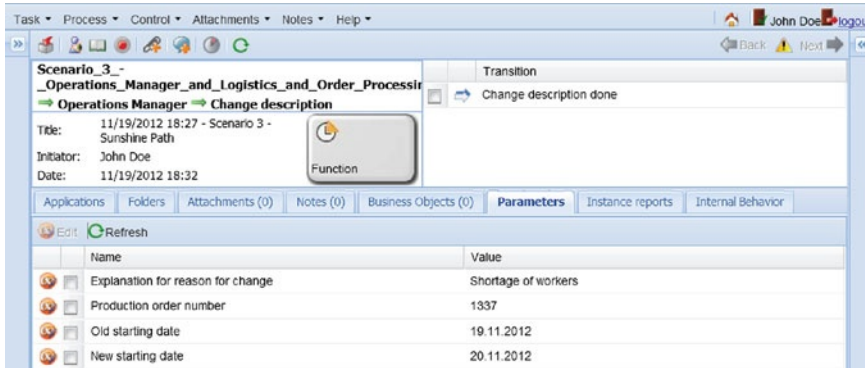 Task Process Control Attachments Notes Help John Doe logou
Back Next
Scenario_3_-
_Operations_Manager_and_Logistics_and_Order_Processin
Operations Manager Change description
Transition
Change description done
Title: 11/19/2012 18:27 - Scenario 3 -
Sunshine Path
Initiator: John Doe
Date: 11/19/2012 18:32
Function
Applications Folders Attachments (0) Notes (0) Business Objects (0) Parameters Instance reports Internal Behavior
Edit Refresh
Name Value
Explanation for reason for change Shortage of workers
Production order number 1337
Old starting date 19.11.2012
New starting date 20.11.2012